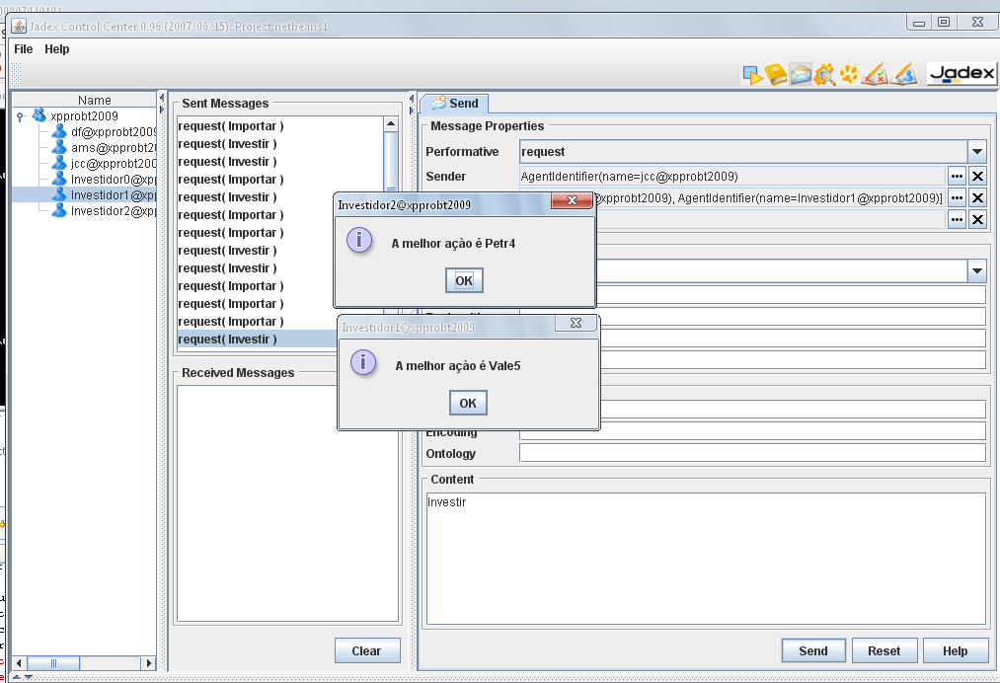 Jadex Control Center 0.96 (2007/06/15): Project netbeans1
File Help
Jadex
Name
xpprobt2009
df@xpprobt2009
ams@xpprobt2
jcc@xpprobt200
Investidor0@xpp
Investidor1@xpp
Investidor2@xpp
Sent Messages
request( Importar )
request( Investir )
request( Investir )
request( Importar )
request( Investir )
request( Importar )
request( Importar )
request( Investir )
request( Investir )
request( Importar )
request( Importar )
request( Importar )
request( Investir )
Received Messages
Clear
Send
Message Properties
Performative request
Sender AgentIdentifier(name=jcc@xpprobt2009)
@xpprobt2009), AgentIdentifier(name=Investidor1@xpprobt2009)]
Investidor2@xpprobt2009
A melhor ação é Petr4
OK
Investidor1@xpprobt2009
A melhor ação é Vale5
OK
Encoding
Ontology
Content
Investir
Send Reset Help